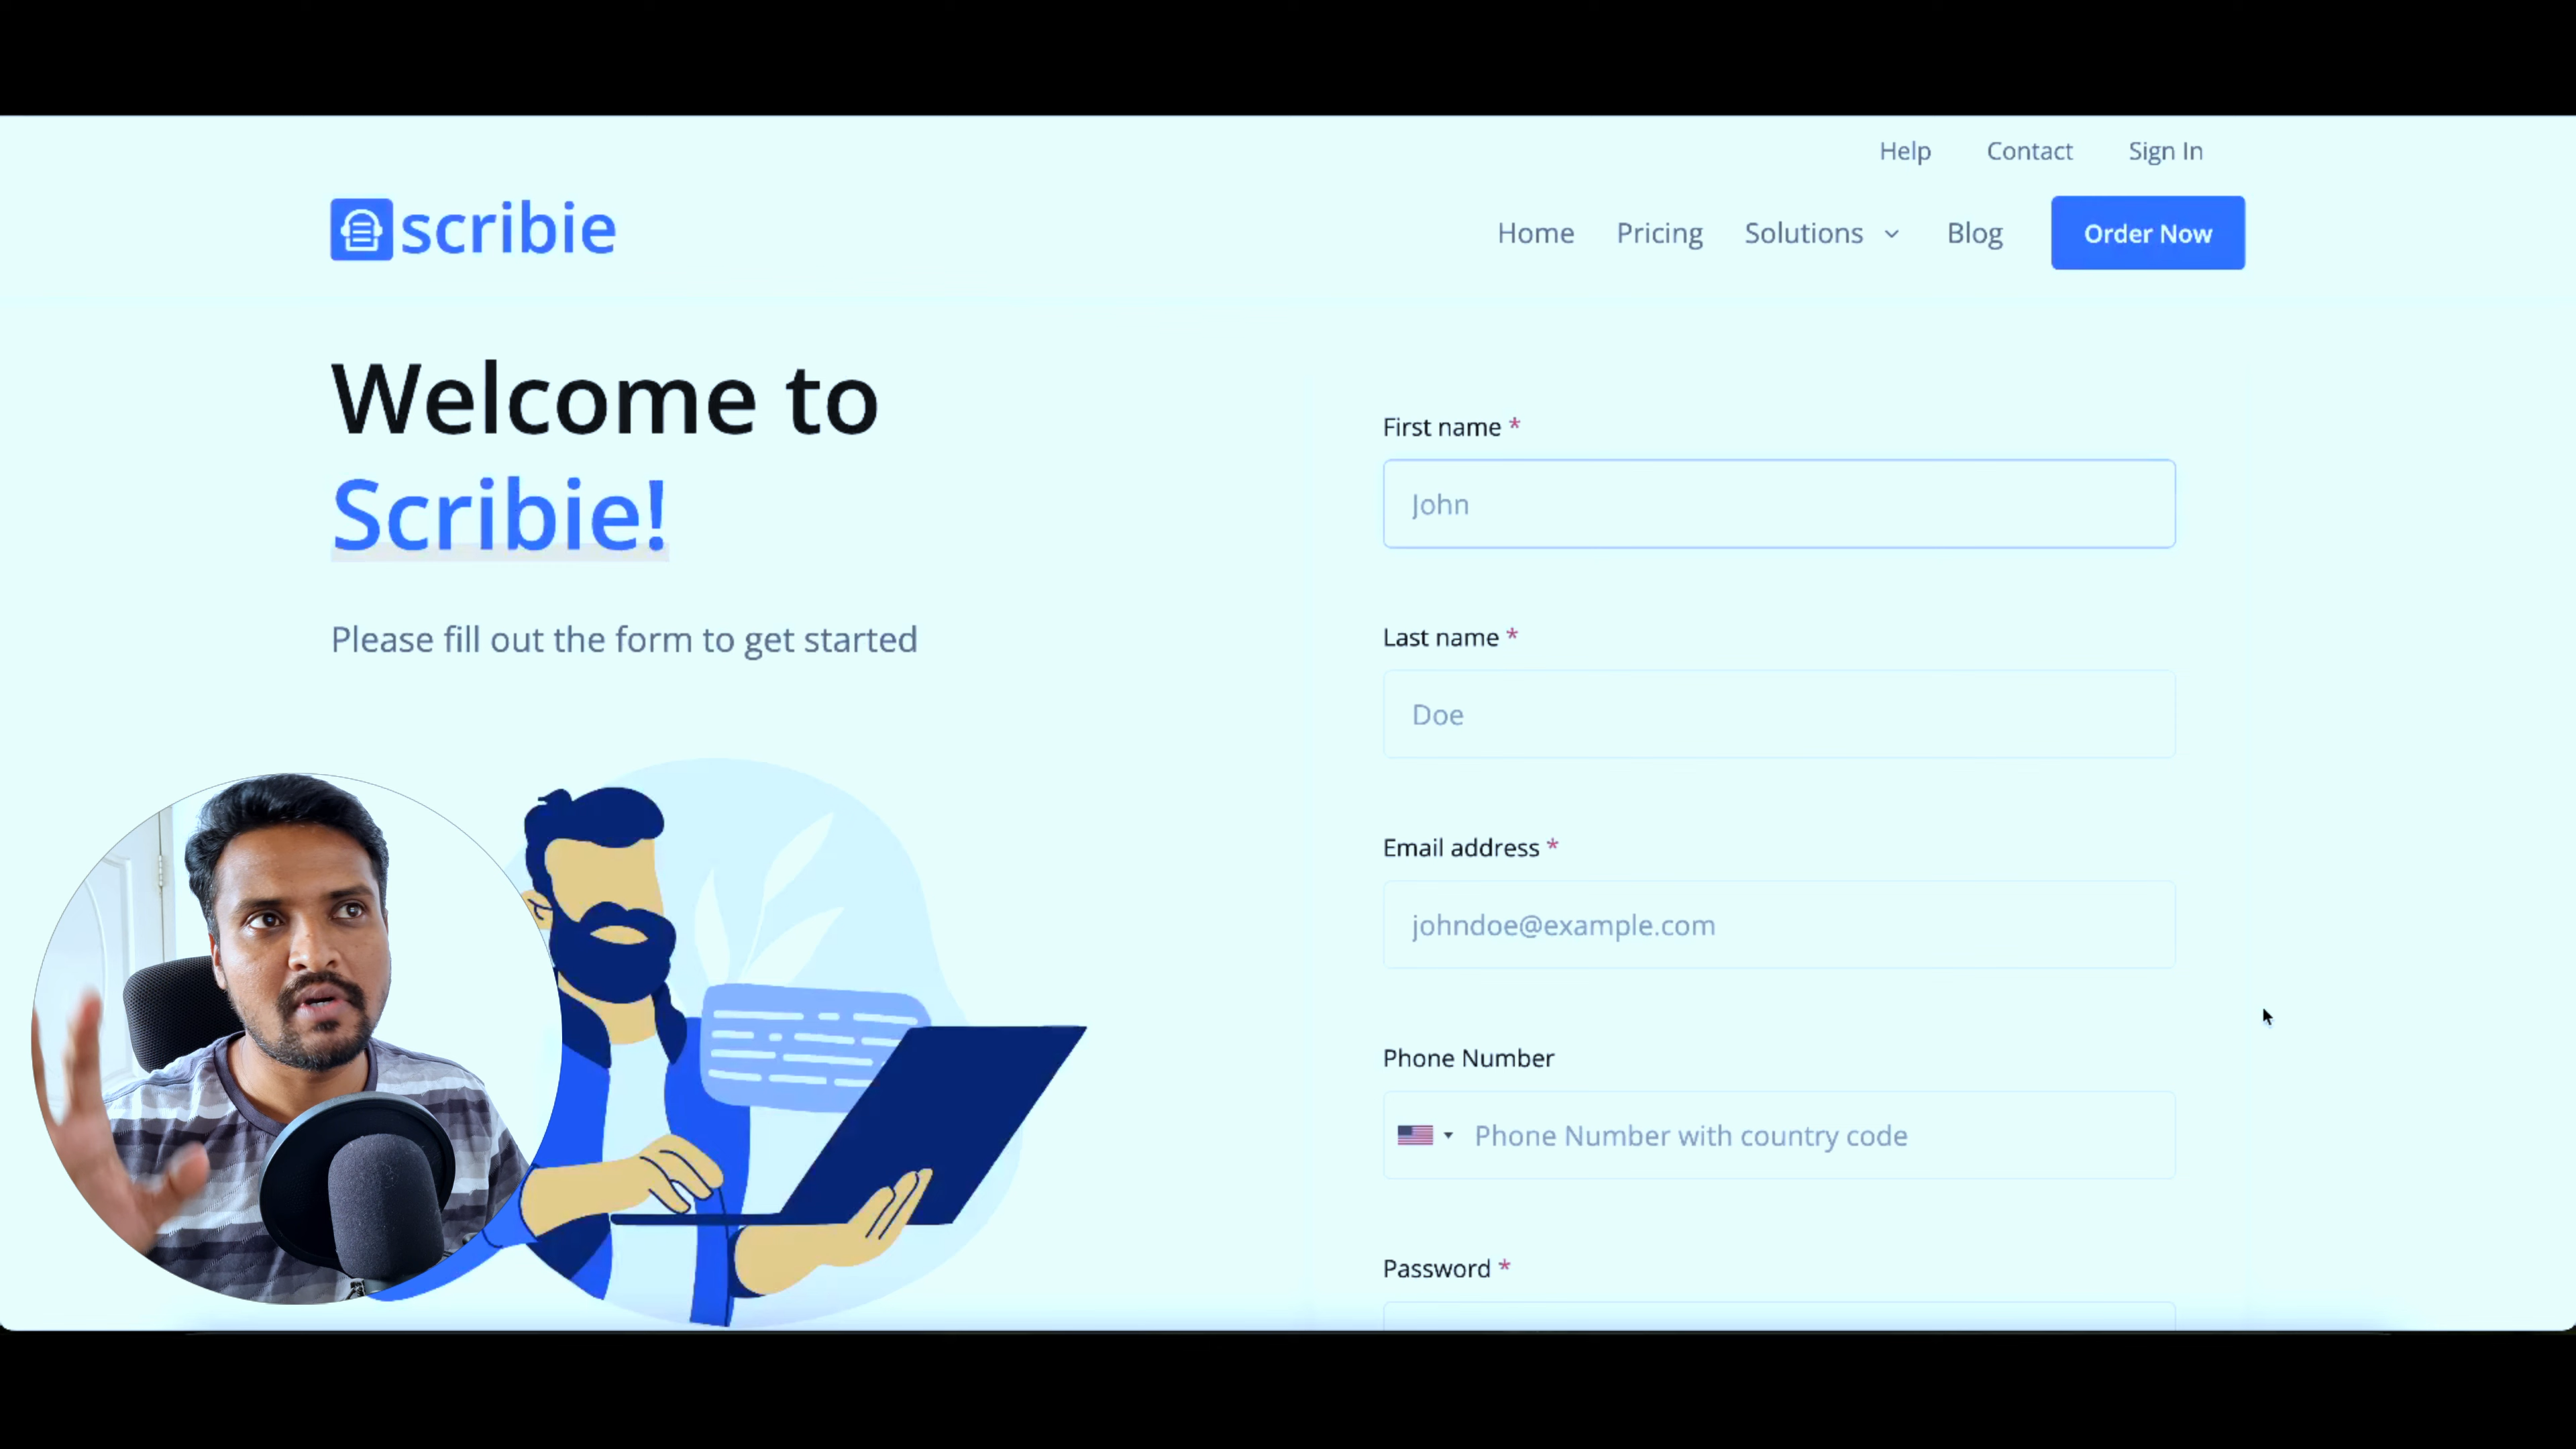 Help Contact Sign In
scribie
Home Pricing Solutions Blog Order Now
Welcome to
Scribie!
Please fill out the form to get started
First name *
John
Last name *
Doe
Email address *
johndoe@example.com
Phone Number
Phone Number with country code
Password *